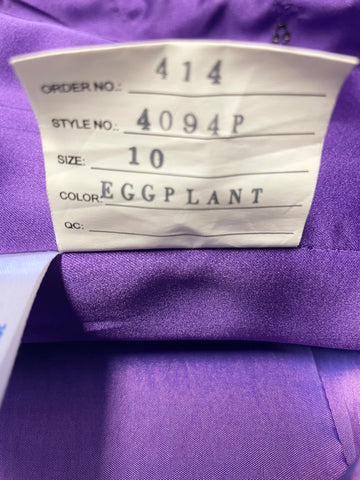 ORDER NO.: 414
STYLE NO.: 4094P
SIZE: 10
COLOR: EGGPLANT
QC: